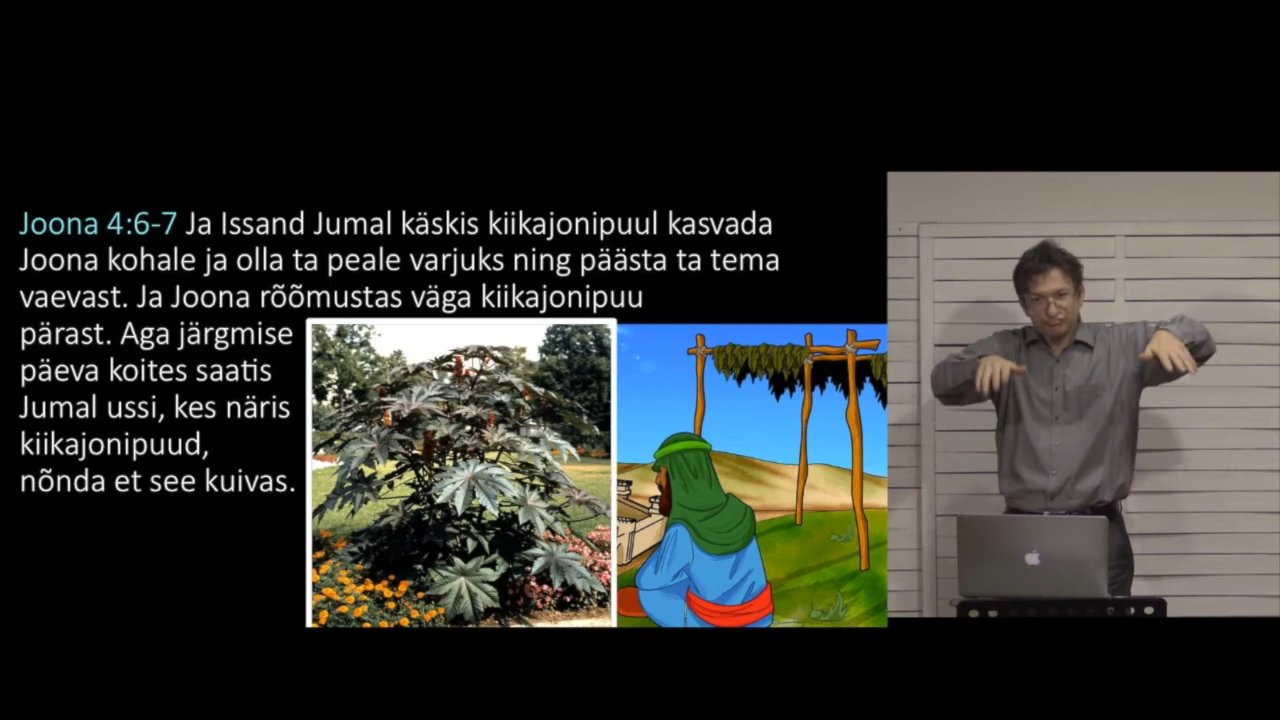 Joona 4:6-7 Ja Issand Jumal käskis kiikajonipuul kasvada
Joona kohale ja olla ta peale varjuks ning päästa ta tema
vaevast. Ja Joona rõõmustas väga kiikajonipuu
pärast. Aga järgmise
päeva koites saatis
Jumal ussi, kes näris
kiikajonipuud,
nõnda et see kuivas.